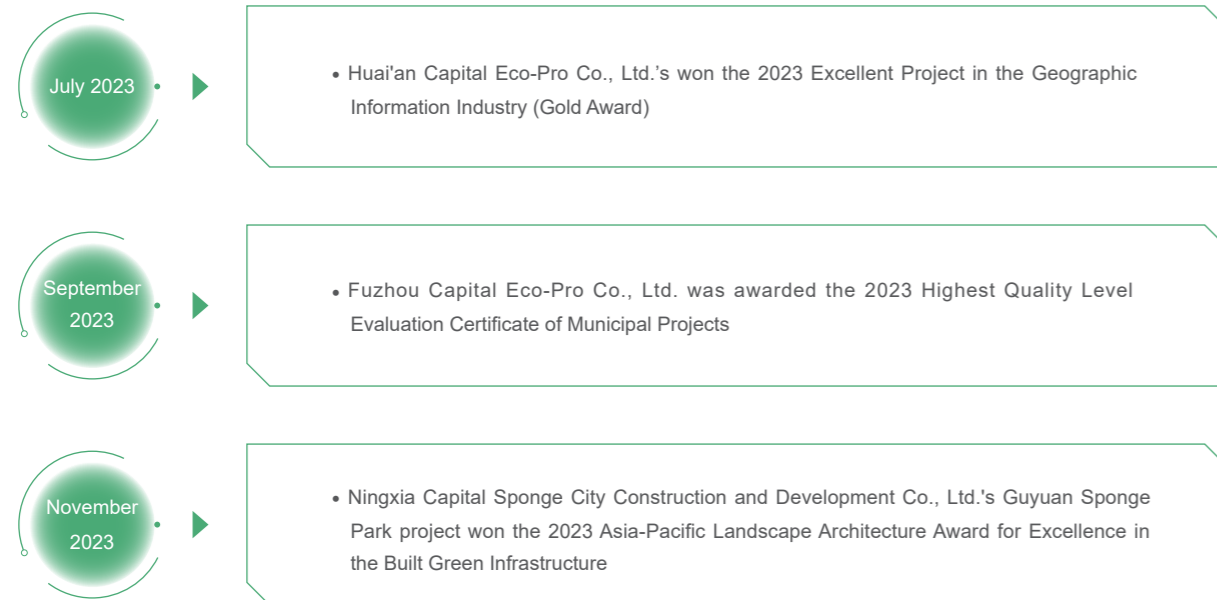 July 2023
• Huai'an Capital Eco-Pro Co., Ltd.'s won the 2023 Excellent Project in the Geographic
Information Industry (Gold Award)
September
2023
• Fuzhou Capital Eco-Pro Co., Ltd. was awarded the 2023 Highest Quality Level
Evaluation Certificate of Municipal Projects
November
2023
• Ningxia Capital Sponge City Construction and Development Co., Ltd.'s Guyuan Sponge
Park project won the 2023 Asia-Pacific Landscape Architecture Award for Excellence in
the Built Green Infrastructure